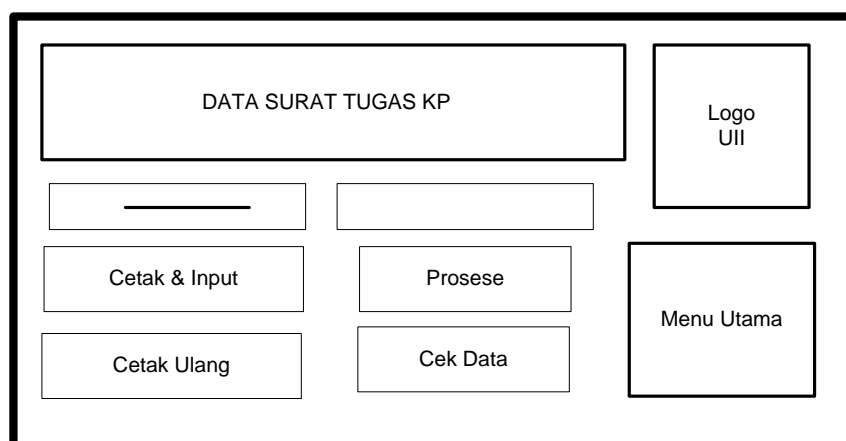 DATA SURAT TUGAS KP
Logo
UII
Cetak & Input
Prosese
Menu Utama
Cetak Ulang
Cek Data